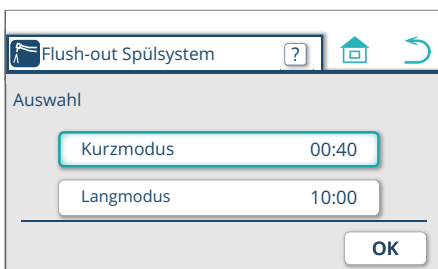 Flush-out Spülsystem ?
Auswahl
Kurzmodus 00:40
Langmodus 10:00
OK